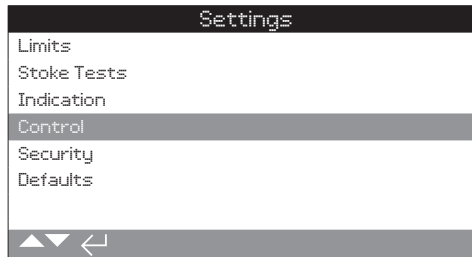 Settings
Limits
Stoke Tests
Indication
Control
Security
Defaults